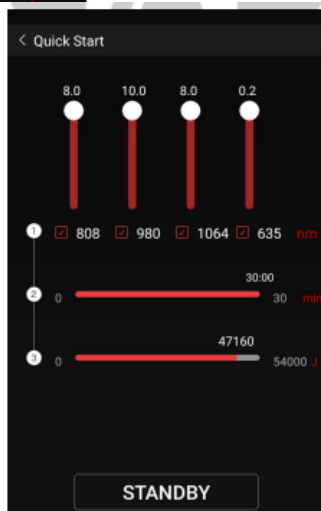 < Quick Start
8.0 10.0 8.0 0.2
1 808 980 1064 635 nm
30:00
2 0 30 min
47160
3 0 54000 J
STANDBY